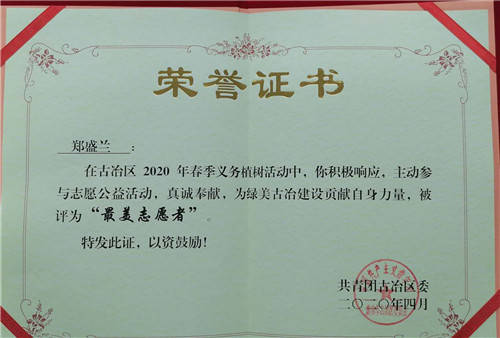 荣誉证书
郑盛兰：
在古冶区 2020 年春季义务植树活动中，你积极响应，主动参
与志愿公益活动，真诚奉献，为绿美古冶建设贡献自身力量，被
评为“最美志愿者”。
特发此证，以资鼓励！
共青团古冶区委
二〇二〇年四月